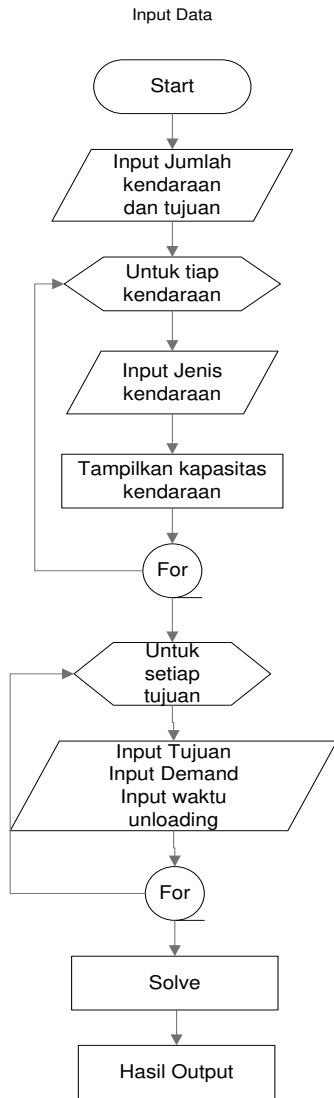 Input Data
Start
Input Jumlah
kendaraan
dan tujuan
Untuk tiap
kendaraan
Input Jenis
kendaraan
Tampilkan kapasitas
kendaraan
For
Untuk
setiap
tujuan
Input Tujuan
Input Demand
Input waktu
unloading
For
Solve
Hasil Output